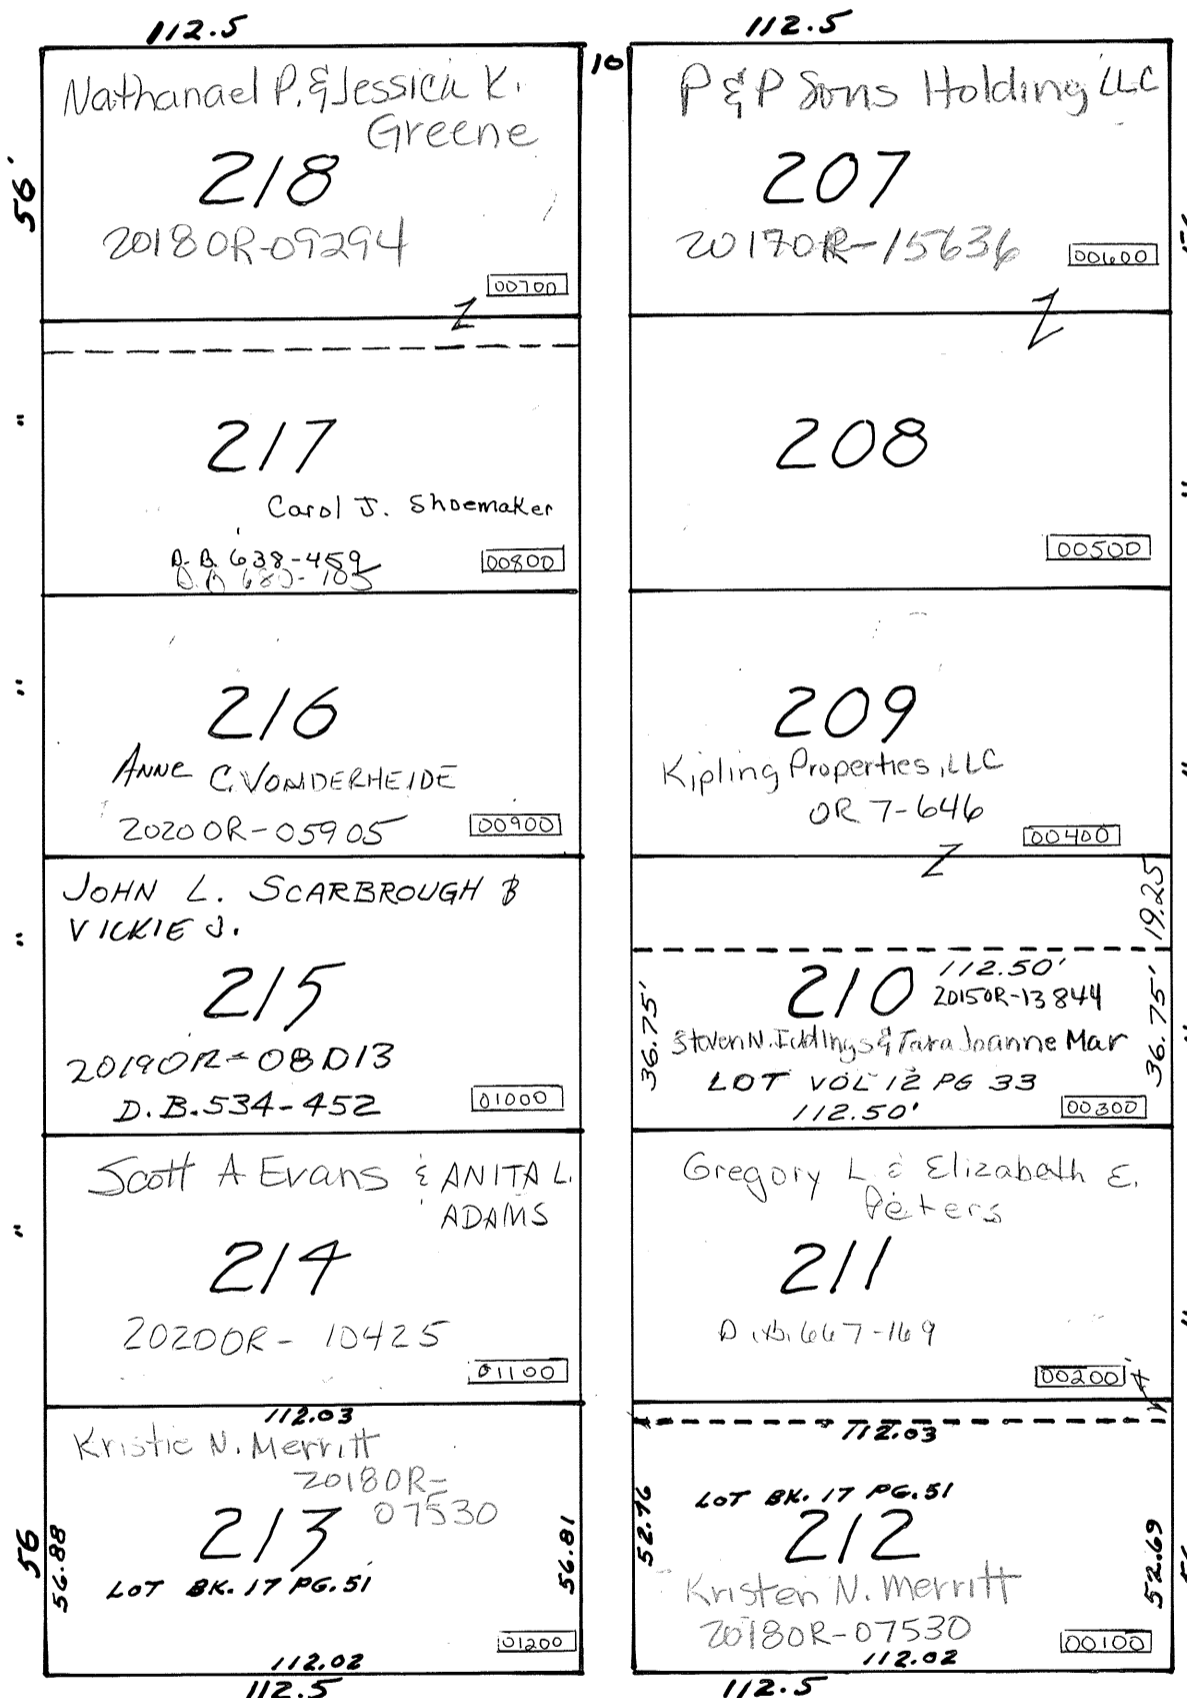 112.5
Nathanael P. & Jessica K.
Greene
56'
218
2018OR-09294
00700
Z
"
217
Carol J. Shoemaker
D.B. 638-459
00800
"
216
ANNE C. VONDERHEIDE
2020OR-05905
00900
JOHN L. SCARBROUGH &
VICKIE J.
"
215
2019OR-08013
D.B. 534-452
01000
Scott A Evans & ANITA L.
ADAMS
"
214
2020OR-10425
01100
112.03
Kristie N. Merritt
2018OR-
07530
56
56.88
213
56.81
LOT BK. 17 PG. 51
01200
112.02
112.5
10
112.5
P & P Sons Holding LLC
207
2017OR-15636
00600
Z
208
"
00500
209
"
Kipling Properties, LLC
OR 7-646
00400
Z
19.25
210
112.50'
2015OR-13844
36.75'
36.75'
"
Steven N. Iddings & Tara Joanne Mar
LOT VOL 12 PG 33
112.50'
00300
Gregory L & Elizabeth E.
Peters
211
"
D.B. 667-169
00200
112.03
LOT BK. 17 PG. 51
52.76
212
52.69
Kristen N. Merritt
2018OR-07530
00100
112.02
112.5